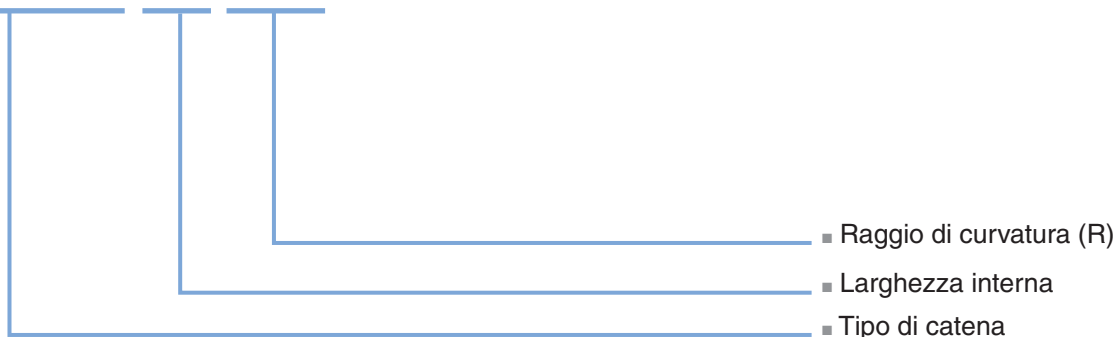 ■ Raggio di curvatura (R)
■ Larghezza interna
■ Tipo di catena